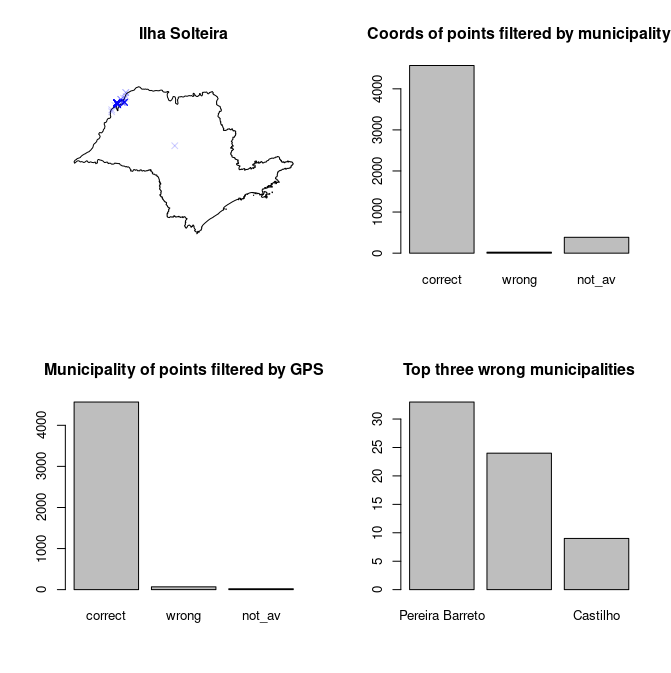 Ilha Solteira
Coords of points filtered by municipality
4000
3000
2000
1000
0
correct wrong not_av
Municipality of points filtered by GPS
4000
3000
2000
1000
0
correct wrong not_av
Top three wrong municipalities
30
25
20
15
10
5
0
Pereira Barreto Castilho